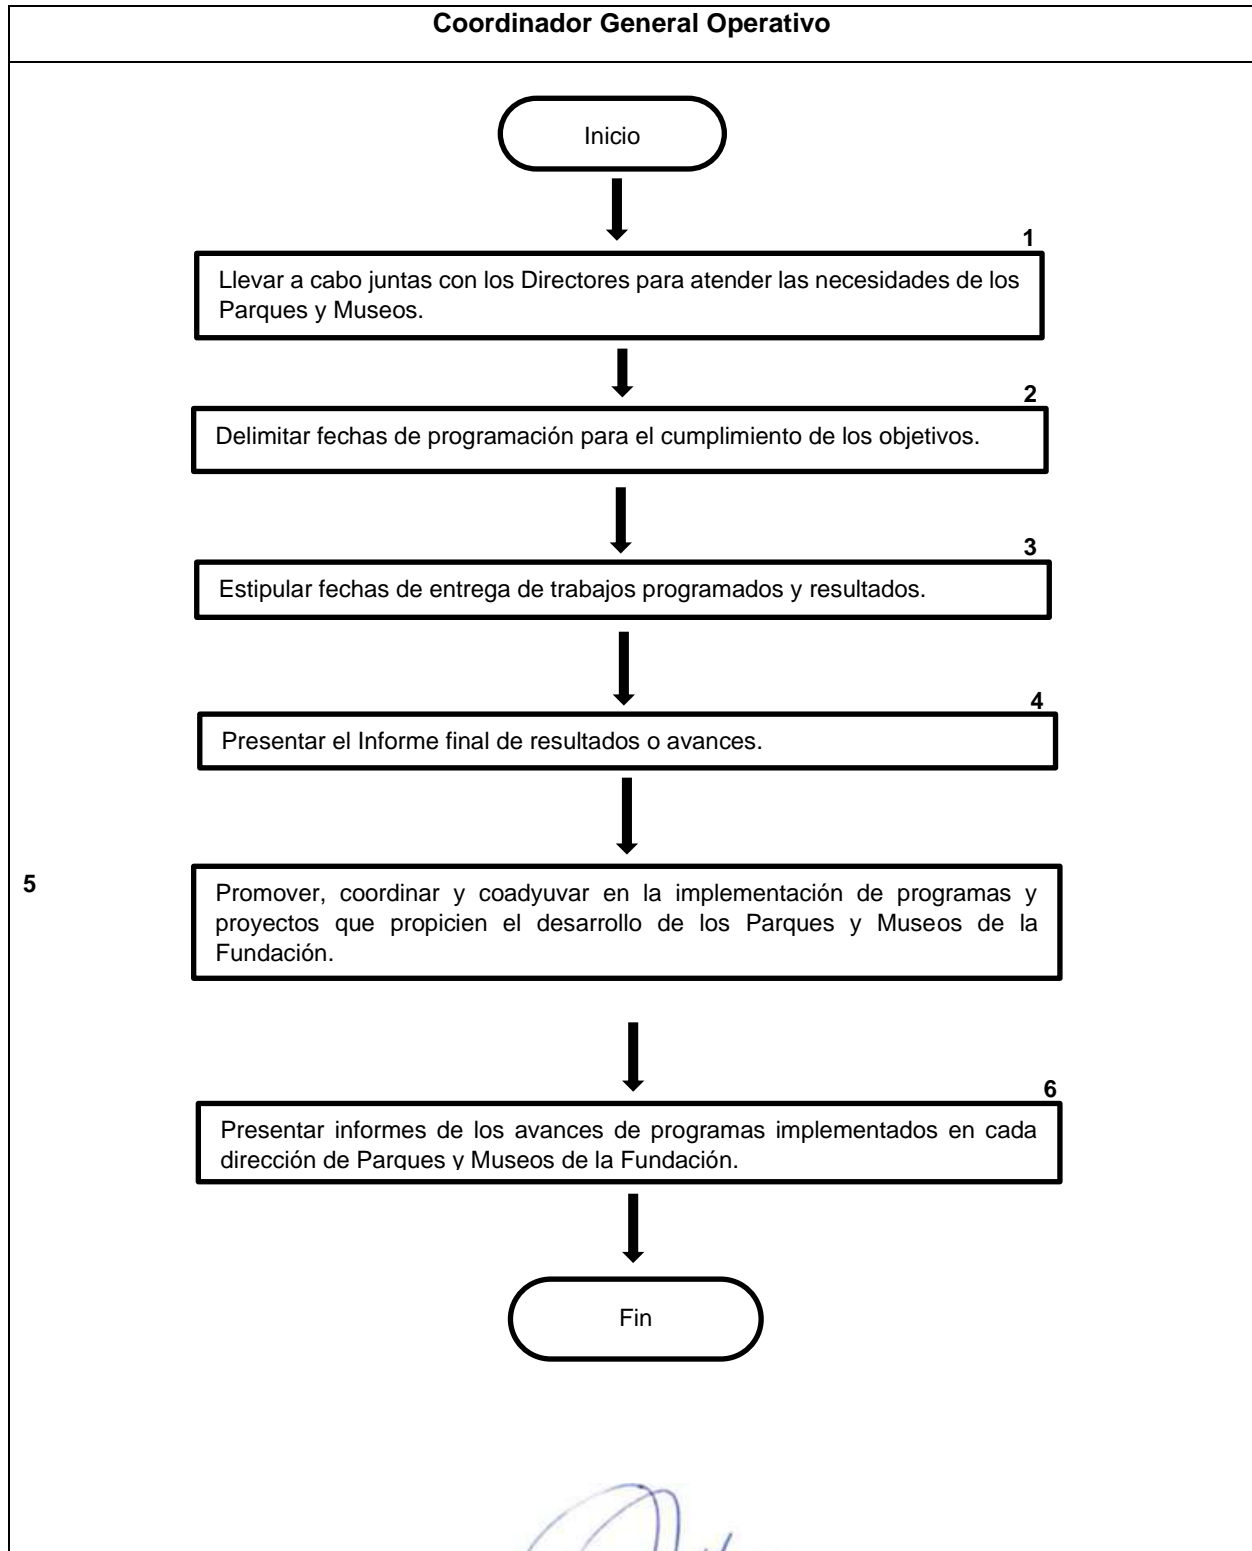 Coordinador General Operativo
Inicio
1
Llevar a cabo juntas con los Directores para atender las necesidades de los
Parques y Museos.
2
Delimitar fechas de programación para el cumplimiento de los objetivos.
3
Estipular fechas de entrega de trabajos programados y resultados.
4
Presentar el Informe final de resultados o avances.
5
Promover, coordinar y coadyuvar en la implementación de programas y
proyectos que propicien el desarrollo de los Parques y Museos de la
Fundación.
6
Presentar informes de los avances de programas implementados en cada
dirección de Parques y Museos de la Fundación.
Fin